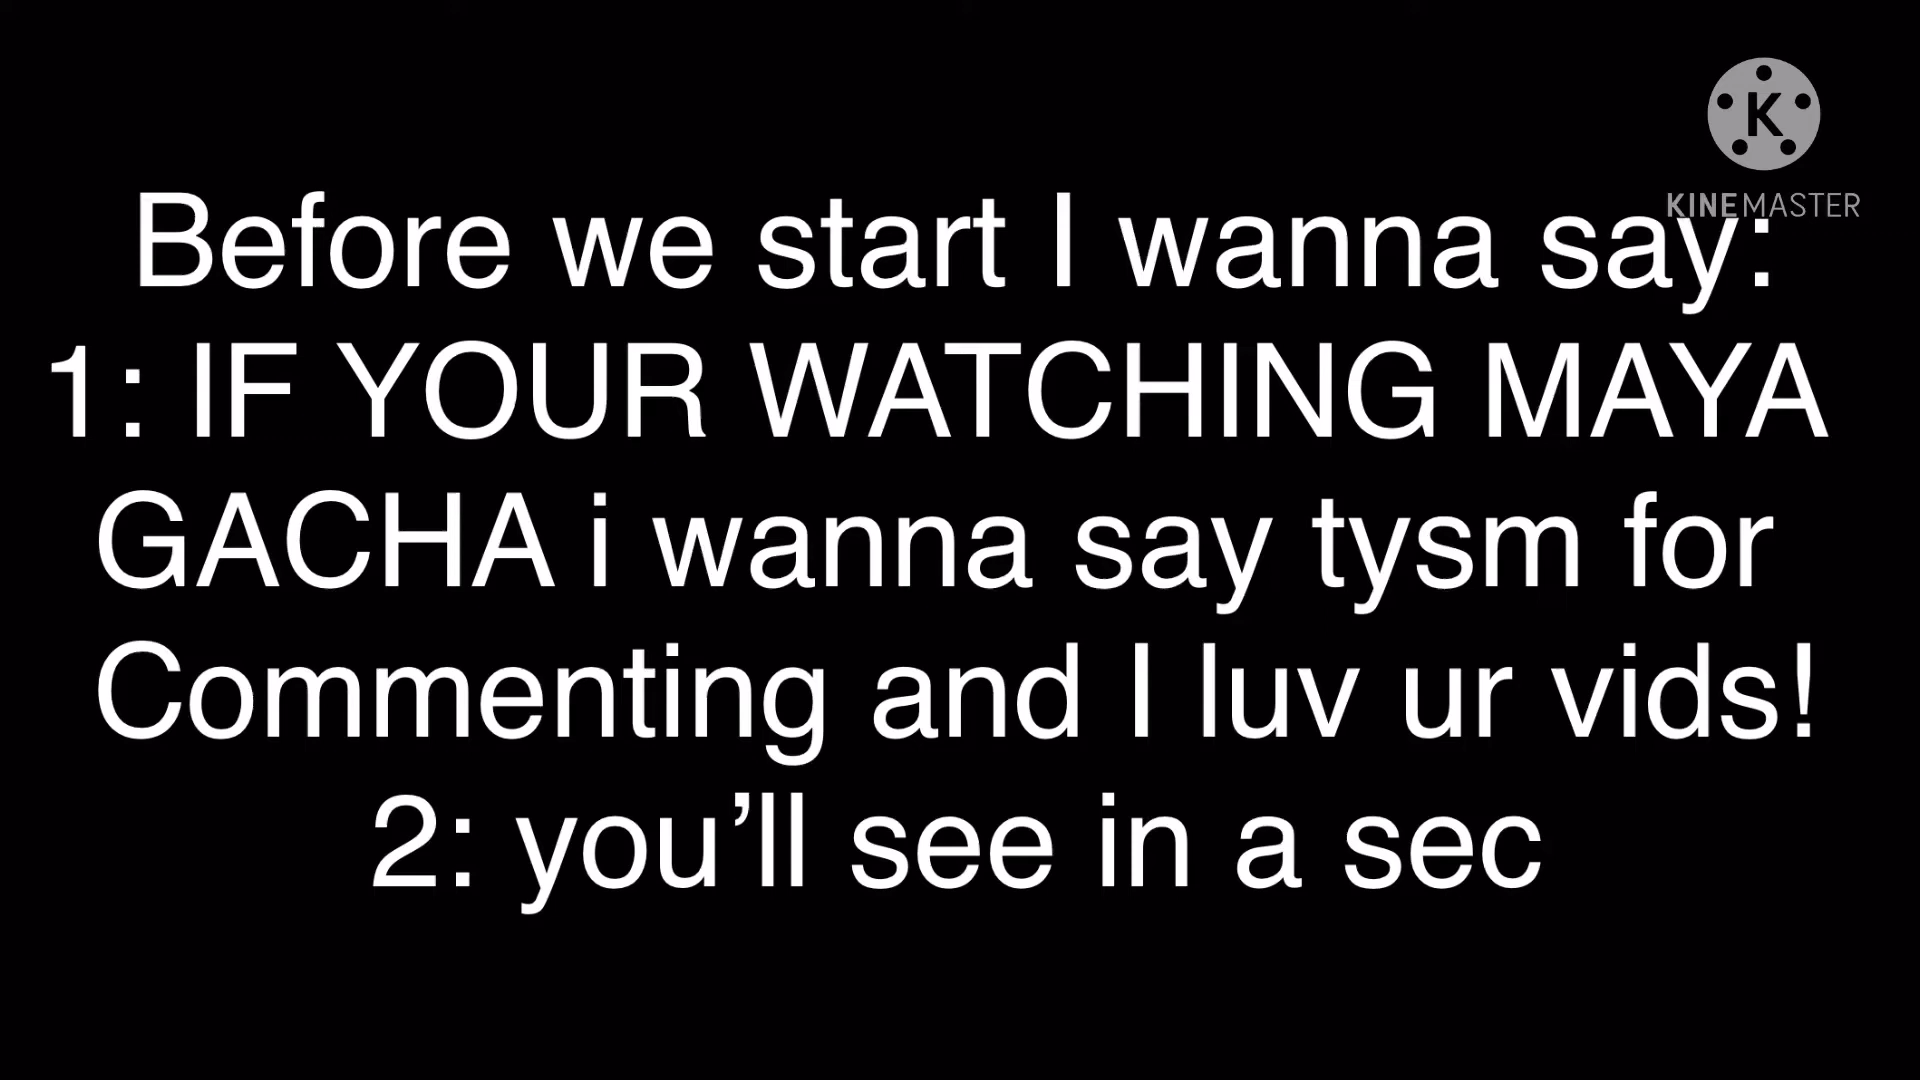 K
KINEMASTER
Before we start I wanna say:
1: IF YOUR WATCHING MAYA
GACHA i wanna say tysm for
Commenting and I luv ur vids!
2: you’ll see in a sec